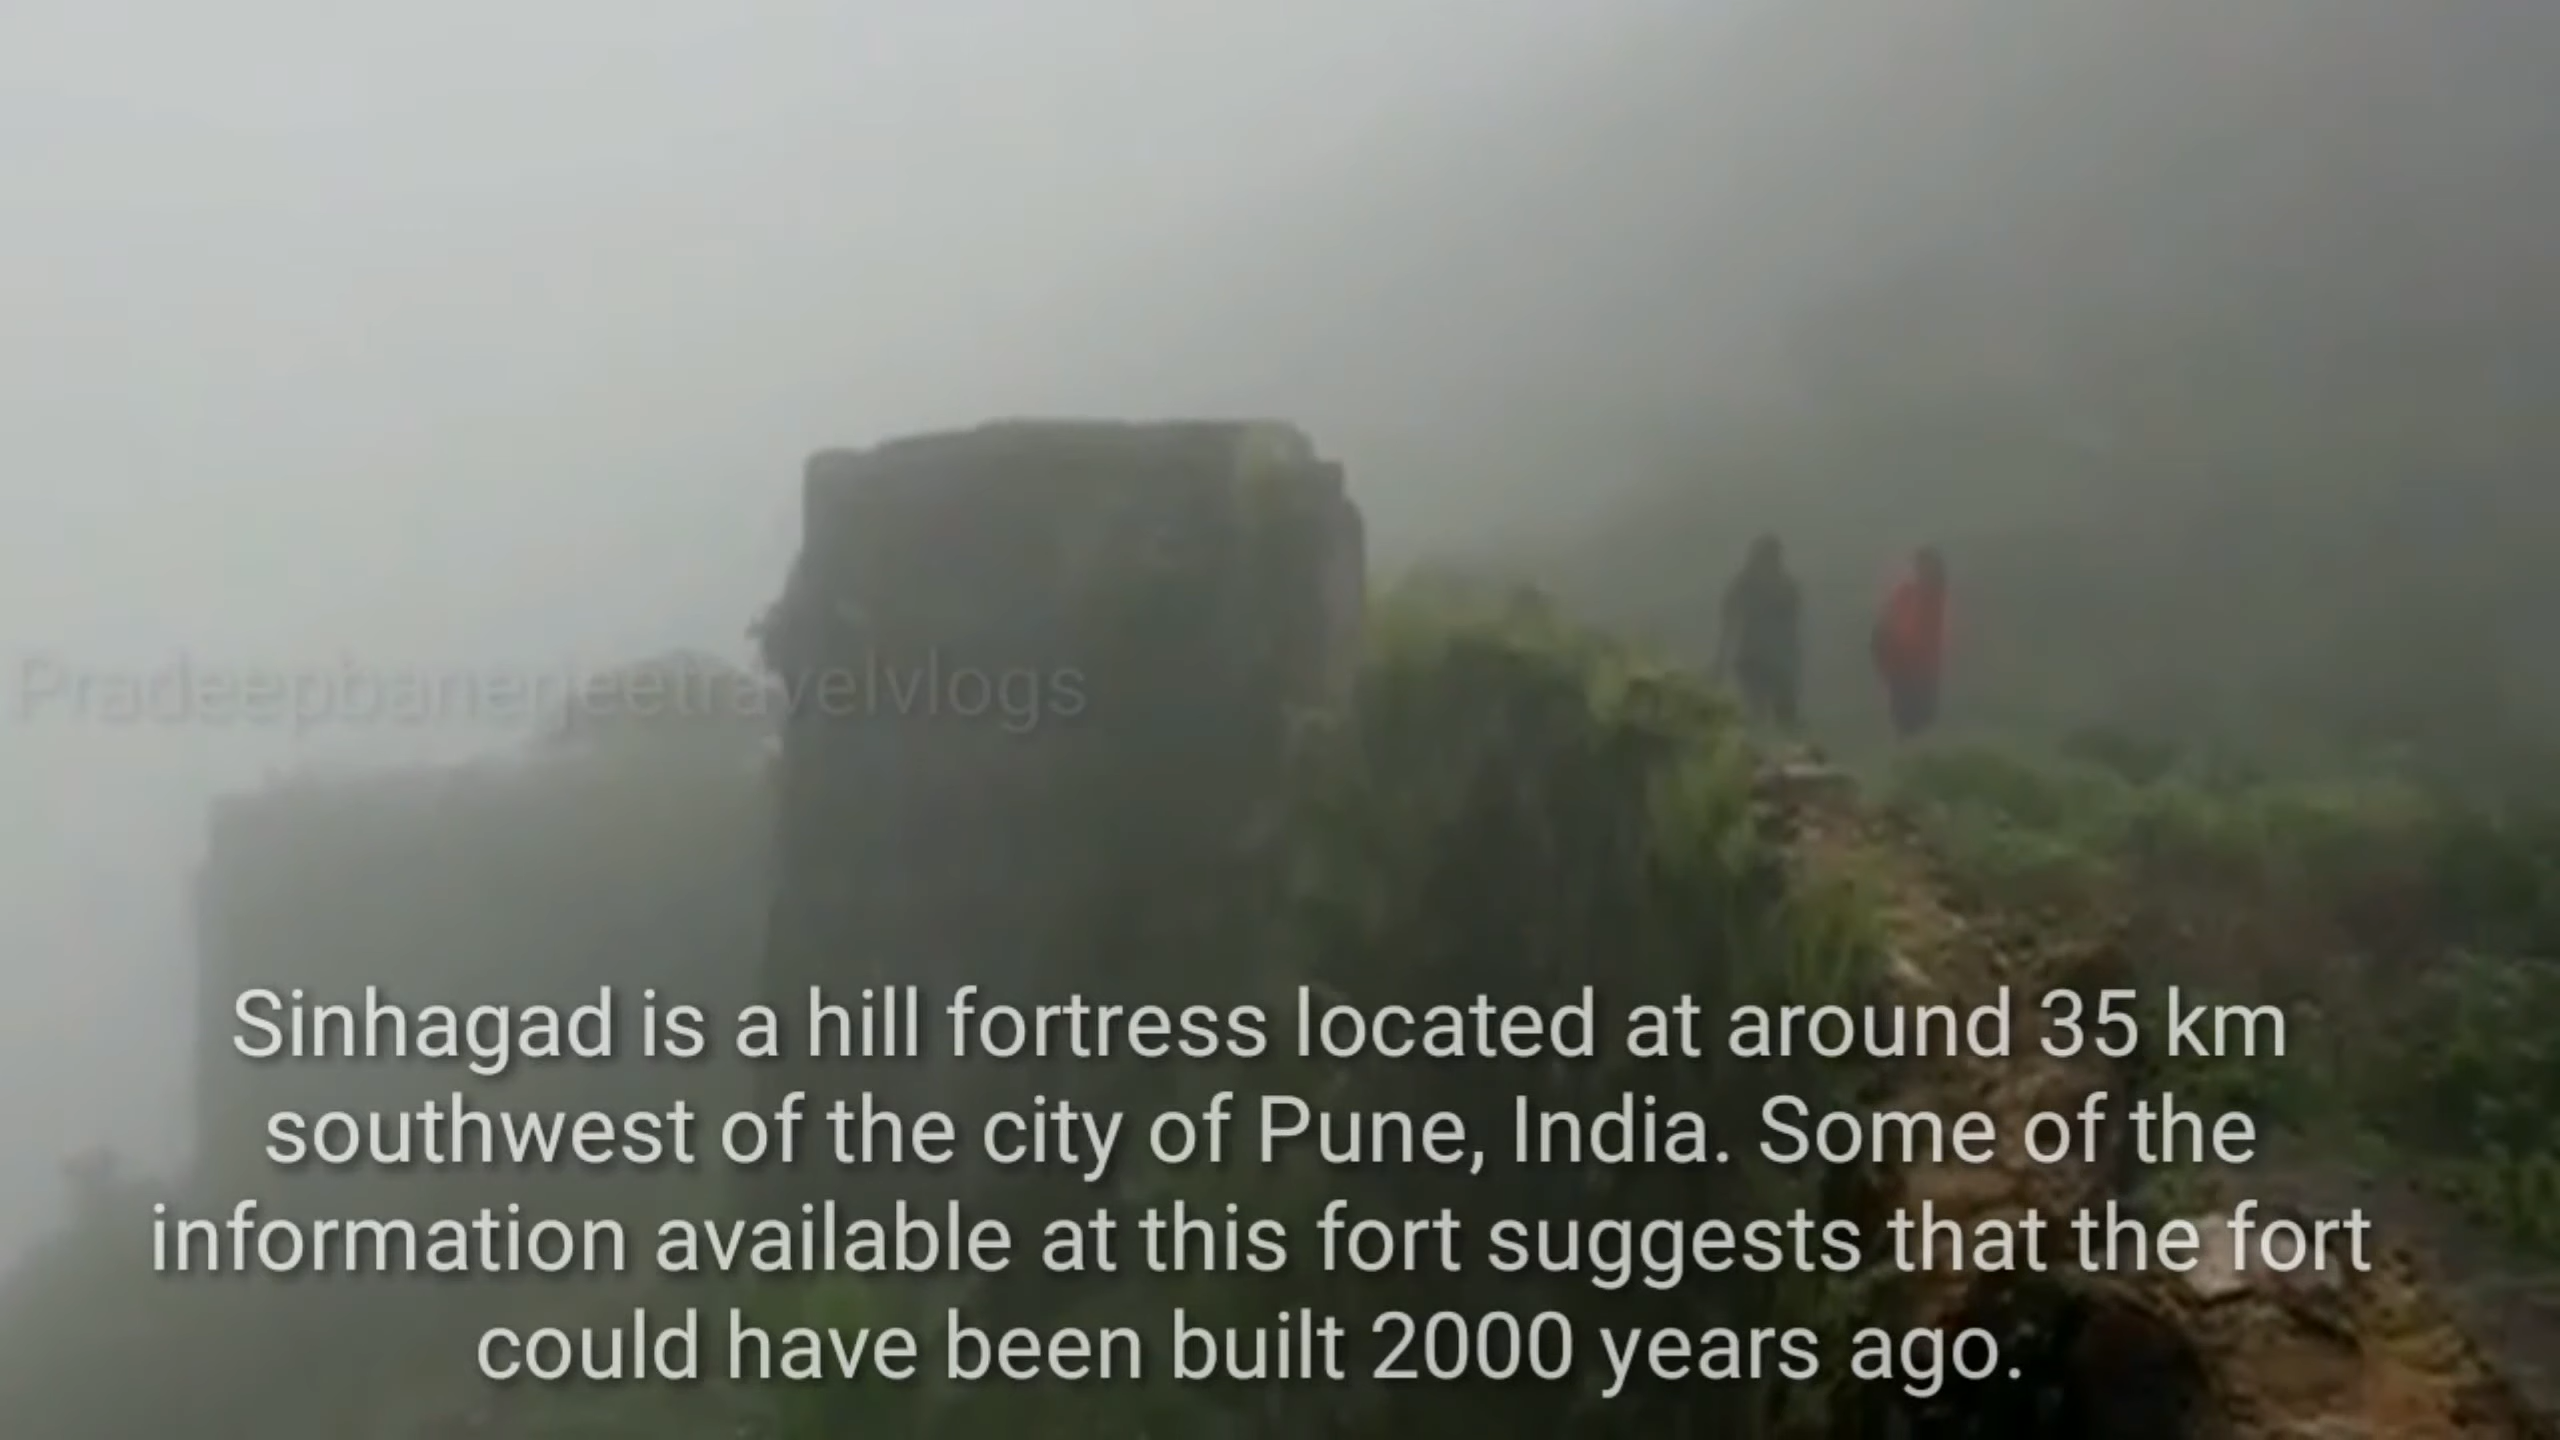 Pradeepbanerjeetravelvlogs
Sinhagad is a hill fortress located at around 35 km
southwest of the city of Pune, India. Some of the
information available at this fort suggests that the fort
could have been built 2000 years ago.